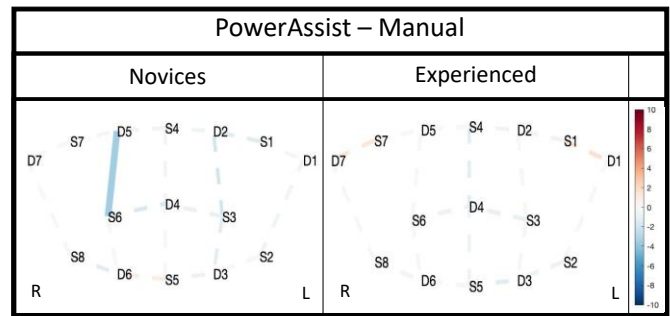 PowerAssist – Manual
Novices Experienced
S7 D5 S4 D2 S1
D7 D1
S6 D4 S3
S8 D6 S5 D3 S2
R L
S7 D5 S4 D2 S1
D7 D1
S6 D4 S3
S8 D6 S5 D3 S2
R L
10
8
6
4
2
0
-2
-4
-6
-8
-10